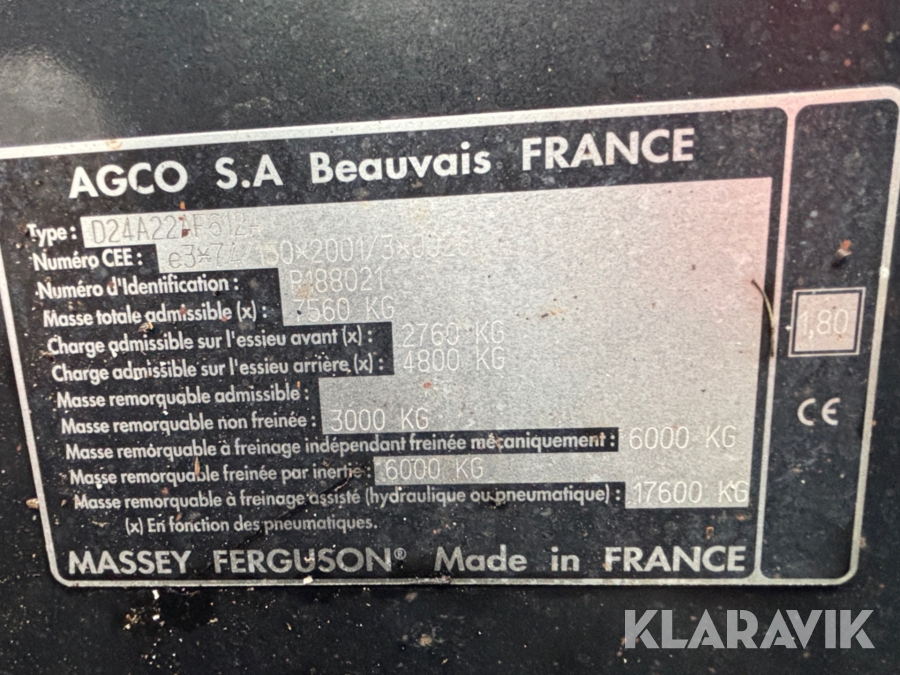 AGCO S.A Beauvais FRANCE
Type :
Numéro CEE :
Numéro d'Identification :
Masse totale admissible (x) : 7560 KG
Charge admissible sur l'essieu avant (x) : 2760 KG
Charge admissible sur l'essieu arrière (x) : 4800 KG
Masse remorquable admissible :
Masse remorquable non freinée : 3000 KG
Masse remorquable à freinage indépendant freinée mécaniquement : 6000 KG
Masse remorquable freinée par inertie : 6000 KG
Masse remorquable à freinage assisté (hydraulique ou pneumatique) : 17600 KG
(x) En fonction des pneumatiques.
MASSEY FERGUSON® Made in FRANCE
1,80
CE
KLARAVIK